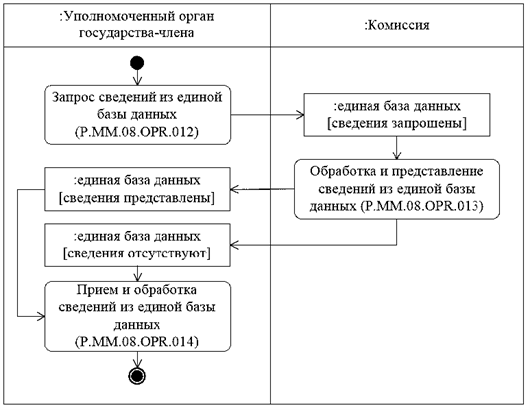 :Уполномоченный орган
государства-члена
:Комиссия
Запрос сведений из единой
базы данных
(P.MM.08.OPR.012)
:единая база данных
[сведения запрошены]
Обработка и представление
сведений из единой базы
данных (P.MM.08.OPR.013)
:единая база данных
[сведения представлены]
:единая база данных
[сведения отсутствуют]
Прием и обработка
сведений из единой базы
данных
(P.MM.08.OPR.014)